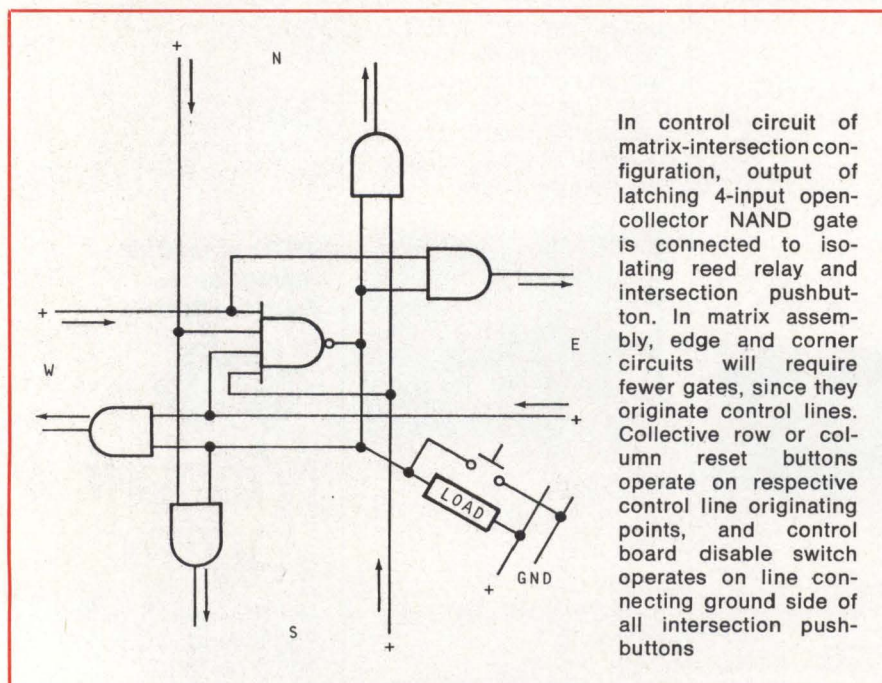 +
N
+
W
E
+
LOAD
+
GND
S
+
In control circuit of
matrix-intersection con-
figuration, output of
latching 4-input open-
collector NAND gate
is connected to iso-
lating reed relay and
intersection pushbut-
ton. In matrix assem-
bly, edge and corner
circuits will require
fewer gates, since they
originate control lines.
Collective row or col-
umn reset buttons
operate on respective
control line originating
points, and control
board disable switch
operates on line con-
necting ground side of
all intersection push-
buttons